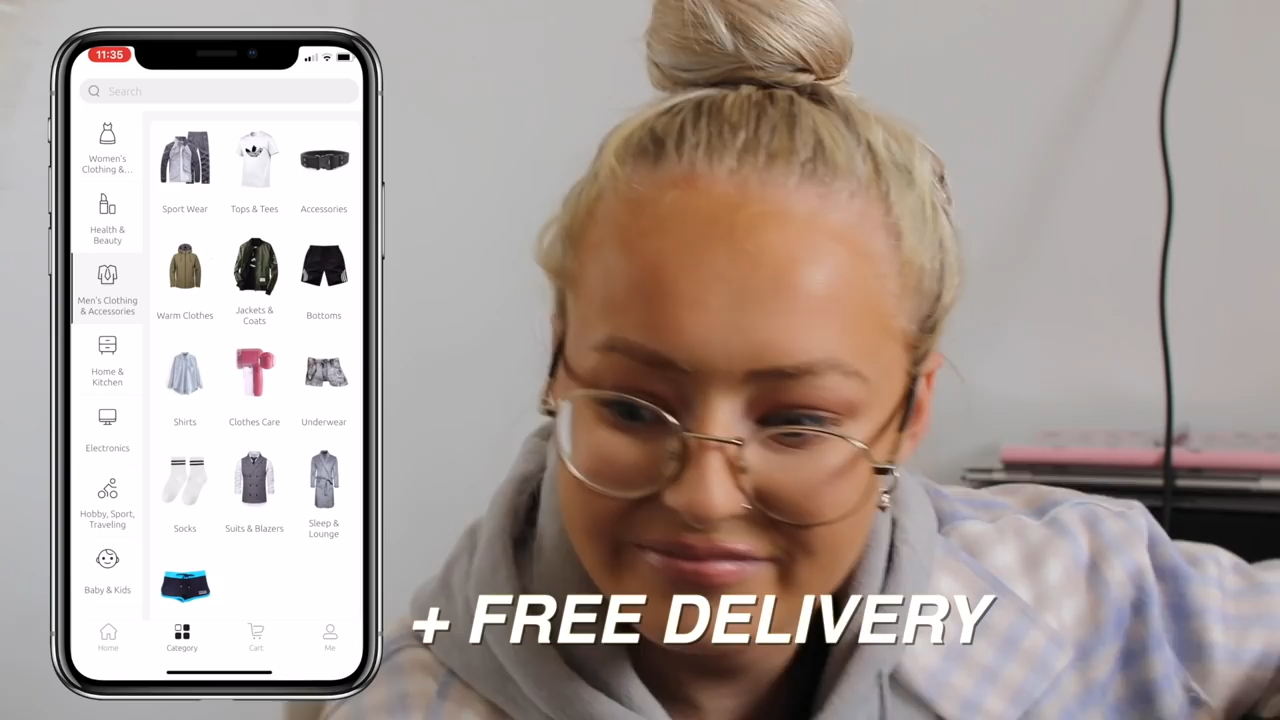 11:35
Search
Women's
Clothing &...
Health &
Beauty
Men's Clothing
& Accessories
Home &
Kitchen
Electronics
Hobby, Sport,
Traveling
Baby & Kids
Sport Wear
Tops & Tees
Accessories
Warm Clothes
Jackets &
Coats
Bottoms
Shirts
Clothes Care
Underwear
Socks
Suits & Blazers
Sleep &
Lounge
Home
Category
Cart
Me
+ FREE DELIVERY